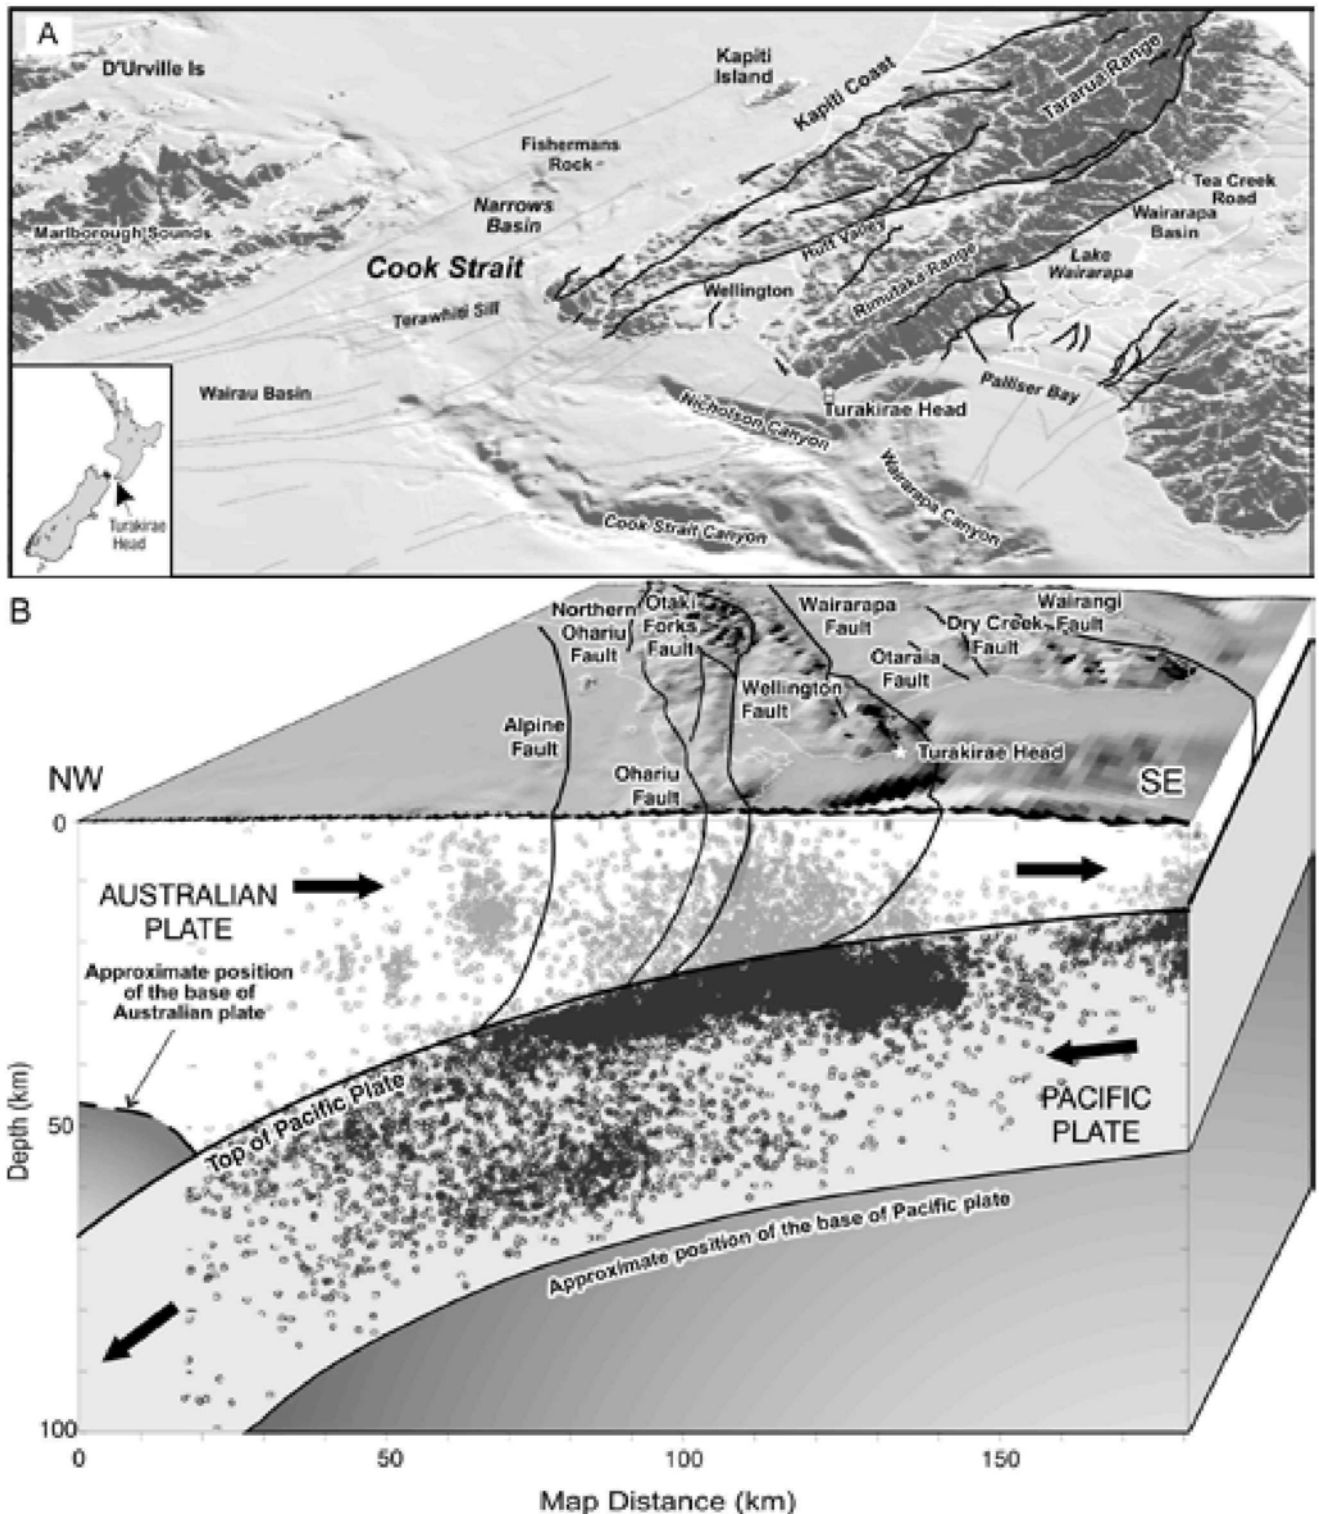 A
D'Urville Is
Kapiti
Island
Kapiti Coast
Tararua Range
Fishermans
Rock
Narrows
Basin
Marlborough Sounds
Tea Creek
Road
Wairarapa
Basin
Hutt Valley
Lake
Wairarapa
Cook Strait
Rimutaka Range
Wellington
Terawhiti Sill
Wairau Basin
Palliser Bay
Nicholson Canyon
Turakirae Head
Wairarapa Canyon
Cook Strait Canyon
Turakirae
Head
B
Northern
Ohariu
Fault
Otaki
Forks
Fault
Wairarapa
Fault
Wairangi
Fault
Dry Creek
Fault
Otaraia
Fault
Wellington
Fault
Alpine
Fault
Ohariu
Fault
Turakirae Head
NW
SE
0
AUSTRALIAN
PLATE
Approximate position
of the base of
Australian plate
Top of Pacific Plate
PACIFIC
PLATE
50
Depth (km)
Approximate position of the base of Pacific plate
100
0
50
100
150
Map Distance (km)